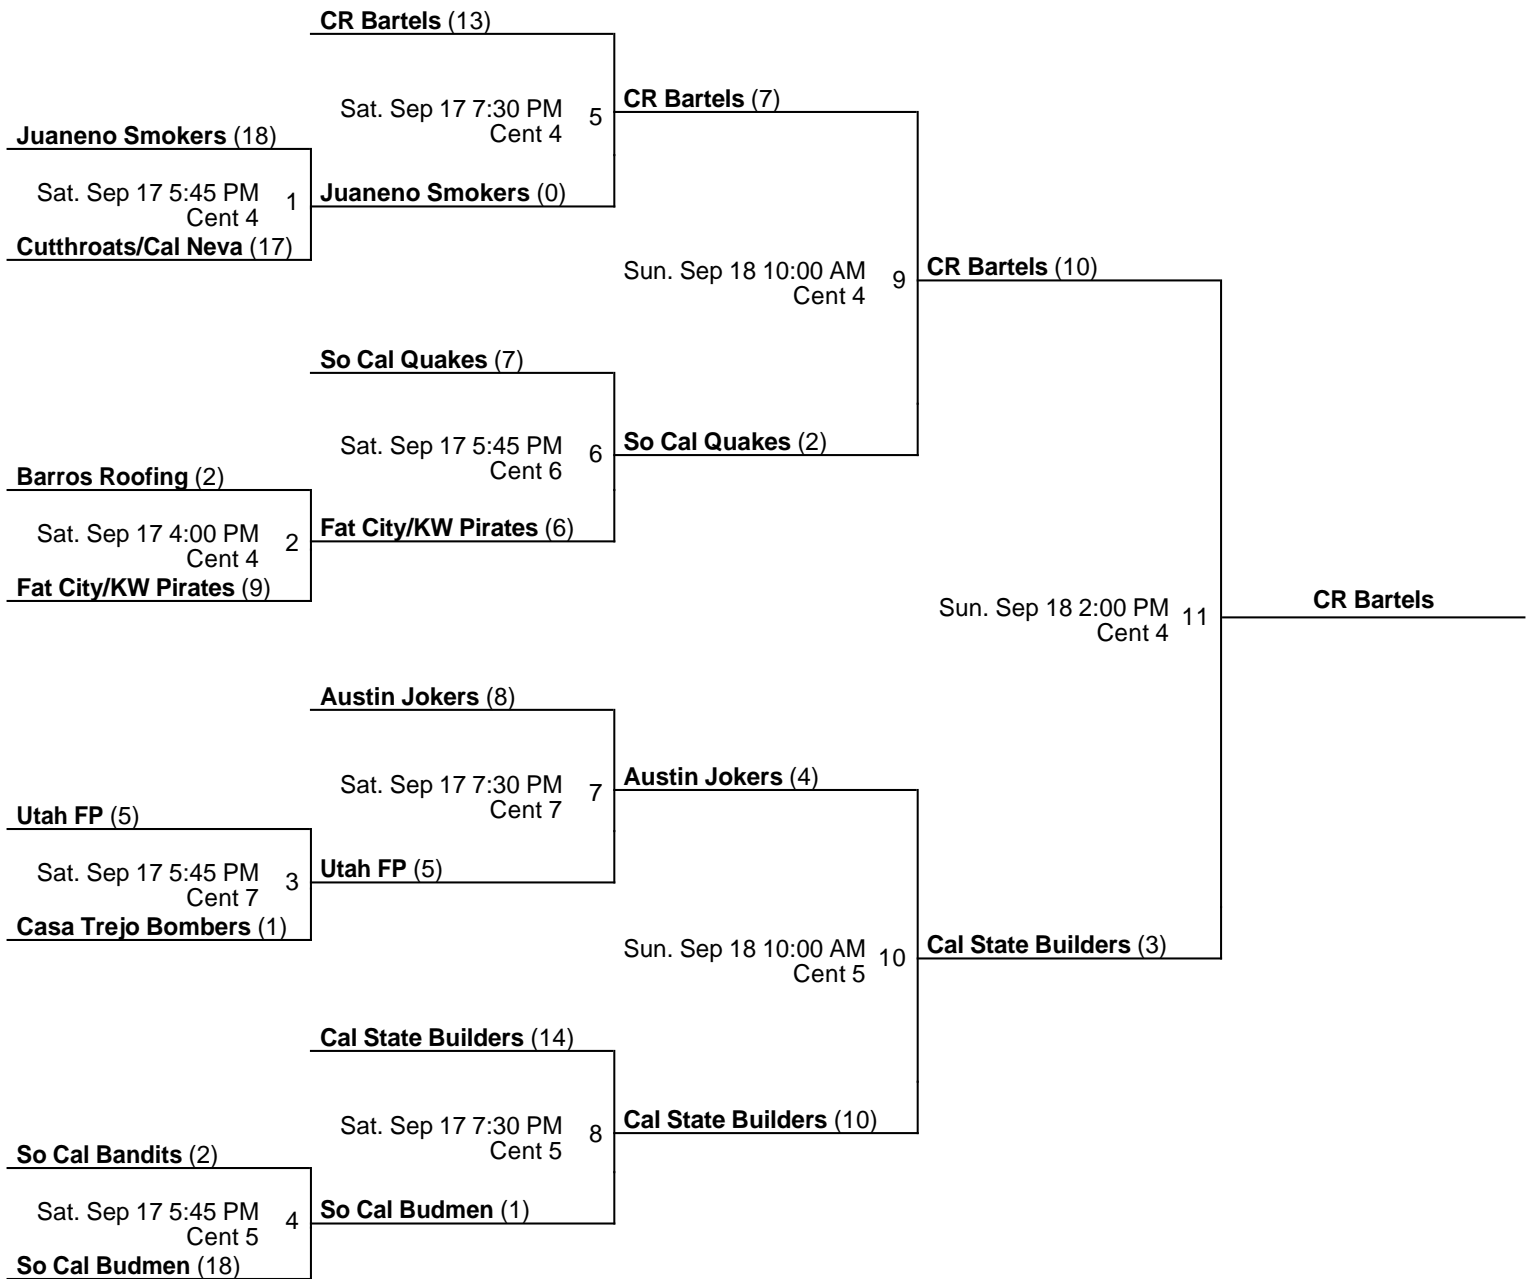 CR Bartels (13)
Sat. Sep 17 7:30 PM 5
Cent 4
CR Bartels (7)
Juaneno Smokers (18)
Sat. Sep 17 5:45 PM 1
Cent 4
Juaneno Smokers (0)
Cutthroats/Cal Neva (17)
Sun. Sep 18 10:00 AM 9
Cent 4
CR Bartels (10)
So Cal Quakes (7)
Sat. Sep 17 5:45 PM 6
Cent 6
So Cal Quakes (2)
Barros Roofing (2)
Sat. Sep 17 4:00 PM 2
Cent 4
Fat City/KW Pirates (6)
Fat City/KW Pirates (9)
Sun. Sep 18 2:00 PM 11
Cent 4
CR Bartels
Austin Jokers (8)
Sat. Sep 17 7:30 PM 7
Cent 7
Austin Jokers (4)
Utah FP (5)
Sat. Sep 17 5:45 PM 3
Cent 7
Utah FP (5)
Casa Trejo Bombers (1)
Sun. Sep 18 10:00 AM 10
Cent 5
Cal State Builders (3)
Cal State Builders (14)
Sat. Sep 17 7:30 PM 8
Cent 5
Cal State Builders (10)
So Cal Bandits (2)
Sat. Sep 17 5:45 PM 4
Cent 5
So Cal Budmen (1)
So Cal Budmen (18)